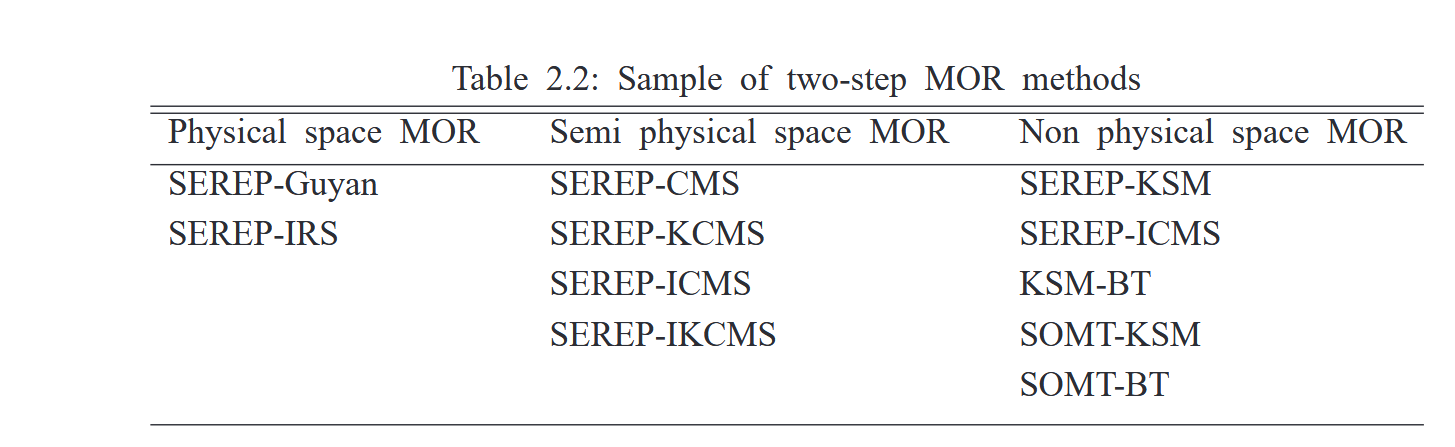 Table 2.2: Sample of two-step MOR methods
Physical space MOR Semi physical space MOR Non physical space MOR
SEREP-Guyan SEREP-CMS SEREP-KSM
SEREP-IRS SEREP-KCMS SEREP-ICMS
SEREP-ICMS KSM-BT
SEREP-IKCMS SOMT-KSM
SOMT-BT